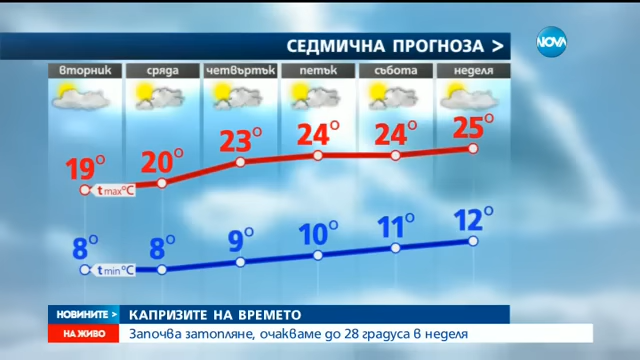 СЕДМИЧНА ПРОГНОЗА >
NOVA
вторник сряда четвъртък петък събота неделя
19° 20° 23° 24° 24° 25°
t max°C
8° 8° 9° 10° 11° 12°
t min°C
НОВИНИТЕ > КАПРИЗИТЕ НА ВРЕМЕТО
НА ЖИВО Започва затопляне, очакваме до 28 градуса в неделя